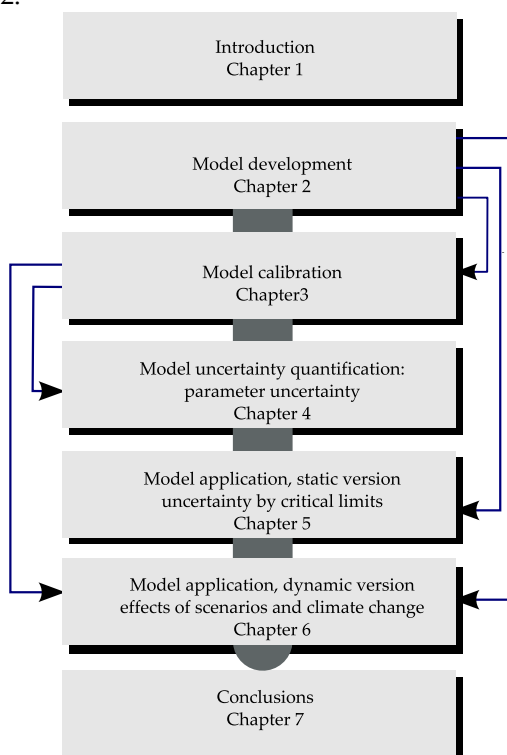 2.
Introduction
Chapter 1
Model development
Chapter 2
Model calibration
Chapter3
Model uncertainty quantification:
parameter uncertainty
Chapter 4
Model application, static version
uncertainty by critical limits
Chapter 5
Model application, dynamic version
effects of scenarios and climate change
Chapter 6
Conclusions
Chapter 7